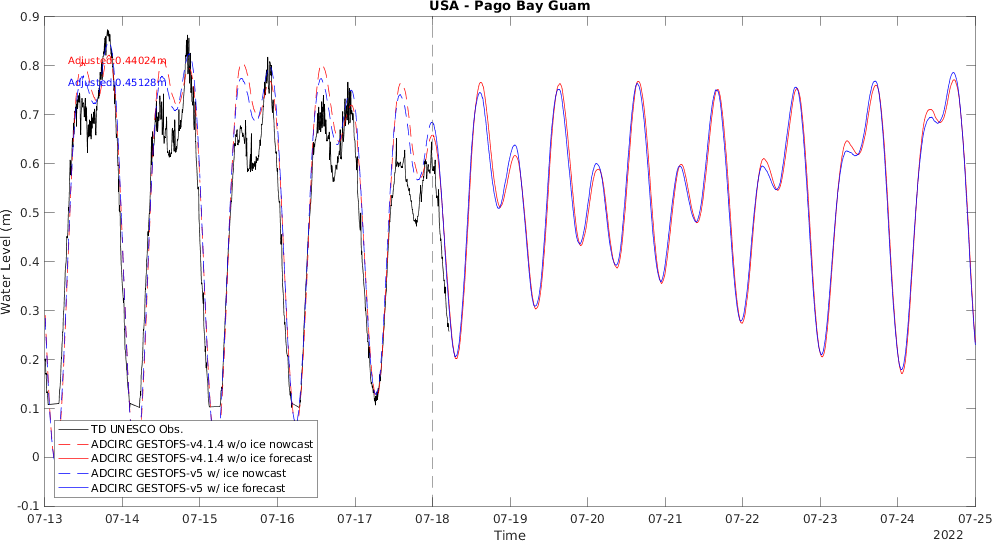 USA - Pago Bay Guam
Adjusted:0.44024m
Adjusted:0.45128m
Water Level (m)
0.9
0.8
0.7
0.6
0.5
0.4
0.3
0.2
0.1
0
-0.1
TD UNESCO Obs.
ADCIRC GESTOFS-v4.1.4 w/o ice nowcast
ADCIRC GESTOFS-v4.1.4 w/o ice forecast
ADCIRC GESTOFS-v5 w/ ice nowcast
ADCIRC GESTOFS-v5 w/ ice forecast
07-13 07-14 07-15 07-16 07-17 07-18 07-19 07-20 07-21 07-22 07-23 07-24 07-25
Time
2022